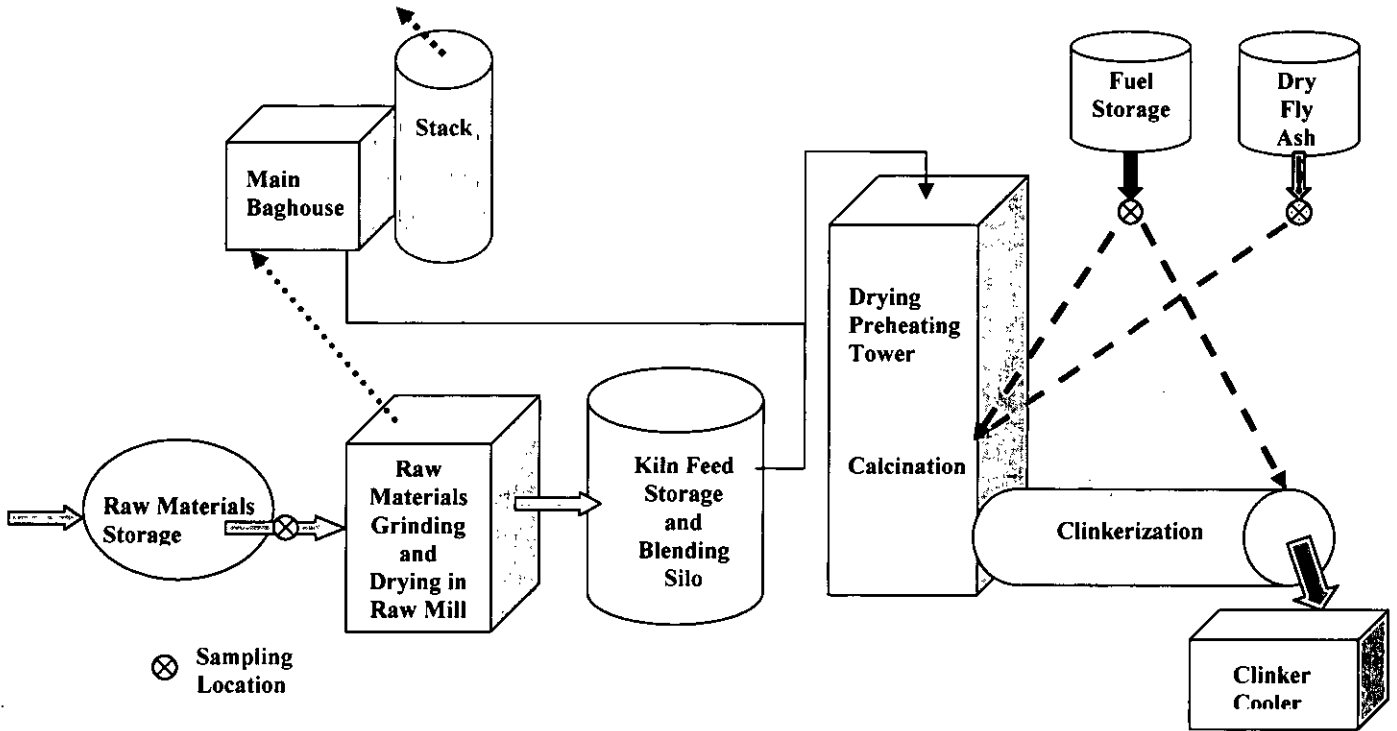 Stack
Main
Baghouse
Fuel
Storage
Dry
Fly
Ash
Drying
Preheating
Tower
Calcination
Raw Materials
Storage
Raw
Materials
Grinding
and
Drying in
Raw Mill
Kiln Feed
Storage
and
Blending
Silo
Clinkerization
Clinker
Cooler
Sampling
Location